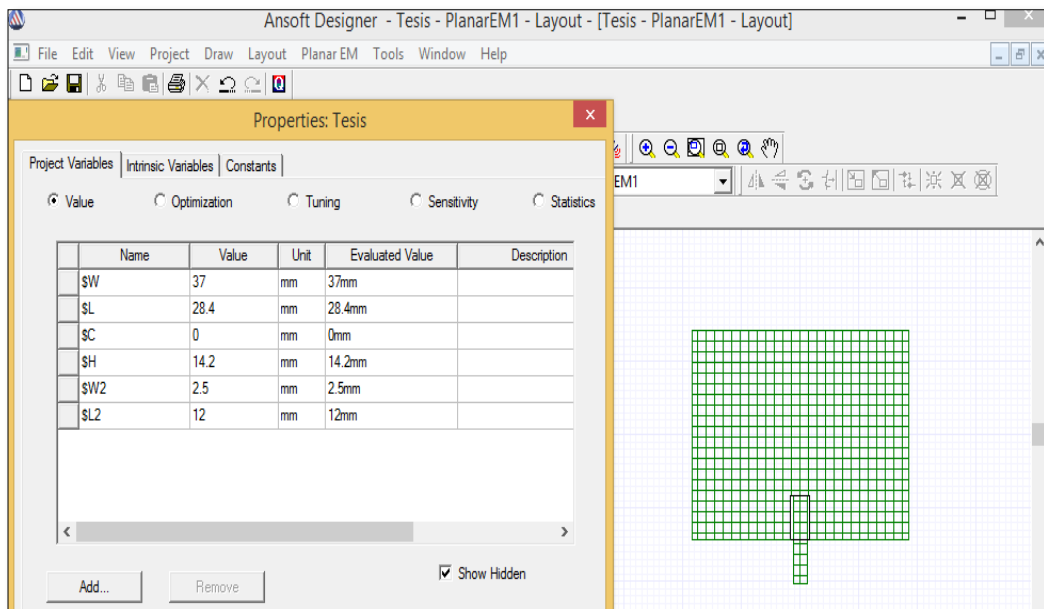 Ansoft Designer - Tesis - PlanarEM1 - Layout - [Tesis - PlanarEM1 - Layout]
File Edit View Project Draw Layout Planar EM Tools Window Help
Properties: Tesis
EM1
Project Variables Intrinsic Variables Constants
Value Optimization Tuning Sensitivity Statistics
Name Value Unit Evaluated Value Description
$W 37 mm 37mm
$L 28.4 mm 28.4mm
$C 0 mm 0mm
$H 14.2 mm 14.2mm
$W2 2.5 mm 2.5mm
$L2 12 mm 12mm
Show Hidden
Add... Remove